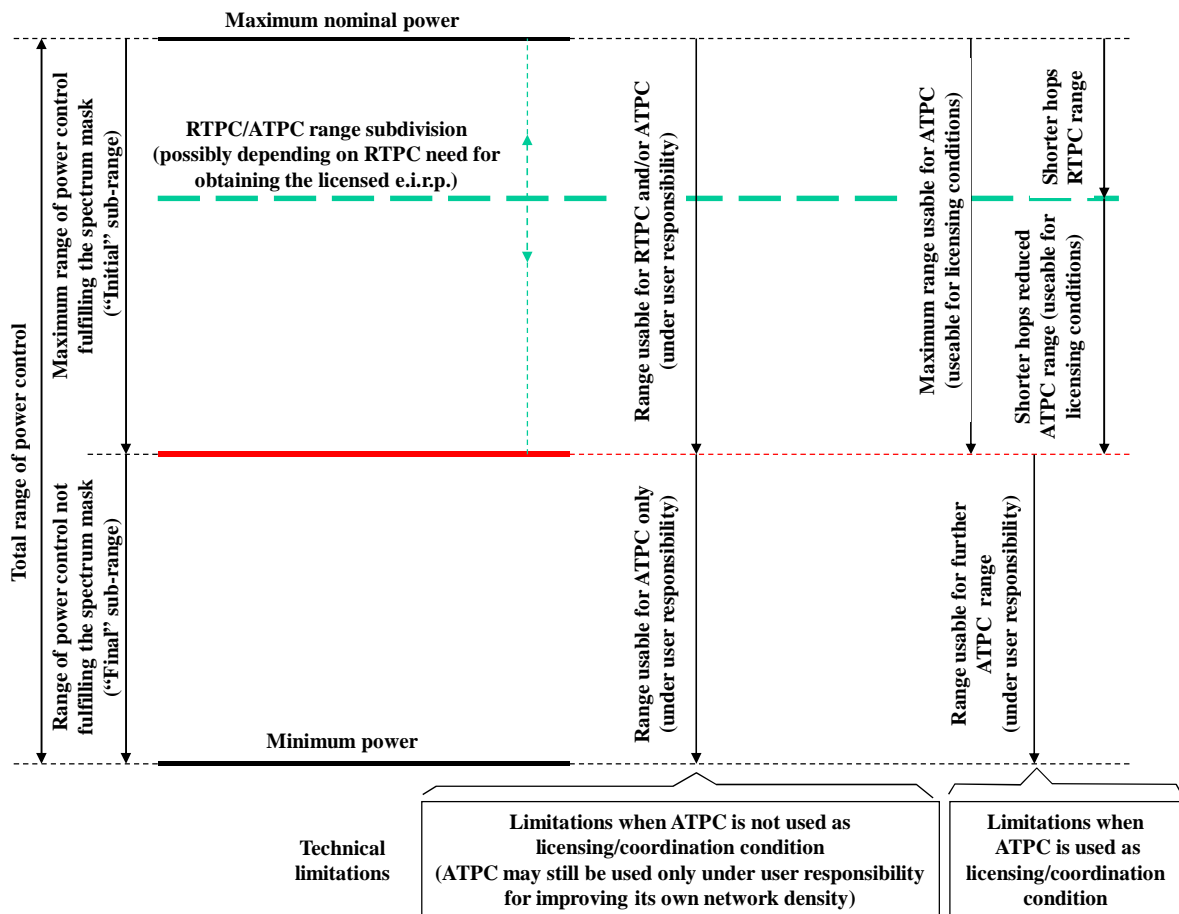 Maximum nominal power
Total range of power control
Maximum range of power control
fulfilling the spectrum mask
(“Initial” sub-range)
RTPC/ATPC range subdivision
(possibly depending on RTPC need for
obtaining the licensed e.i.r.p.)
Range usable for RTPC and/or ATPC
(under user responsibility)
Maximum range usable for ATPC
(useable for licensing conditions)
Shorter hops
RTPC range
Shorter hops reduced
ATPC range (useable for
licensing conditions)
Range of power control not
fulfilling the spectrum mask
(“Final” sub-range)
Range usable for ATPC only
(under user responsibility)
Range usable for further
ATPC range
(under user responsibility)
Minimum power
Technical
limitations
Limitations when ATPC is not used as
licensing/coordination condition
(ATPC may still be used only under user responsibility
for improving its own network density)
Limitations when
ATPC is used as
licensing/coordination
condition